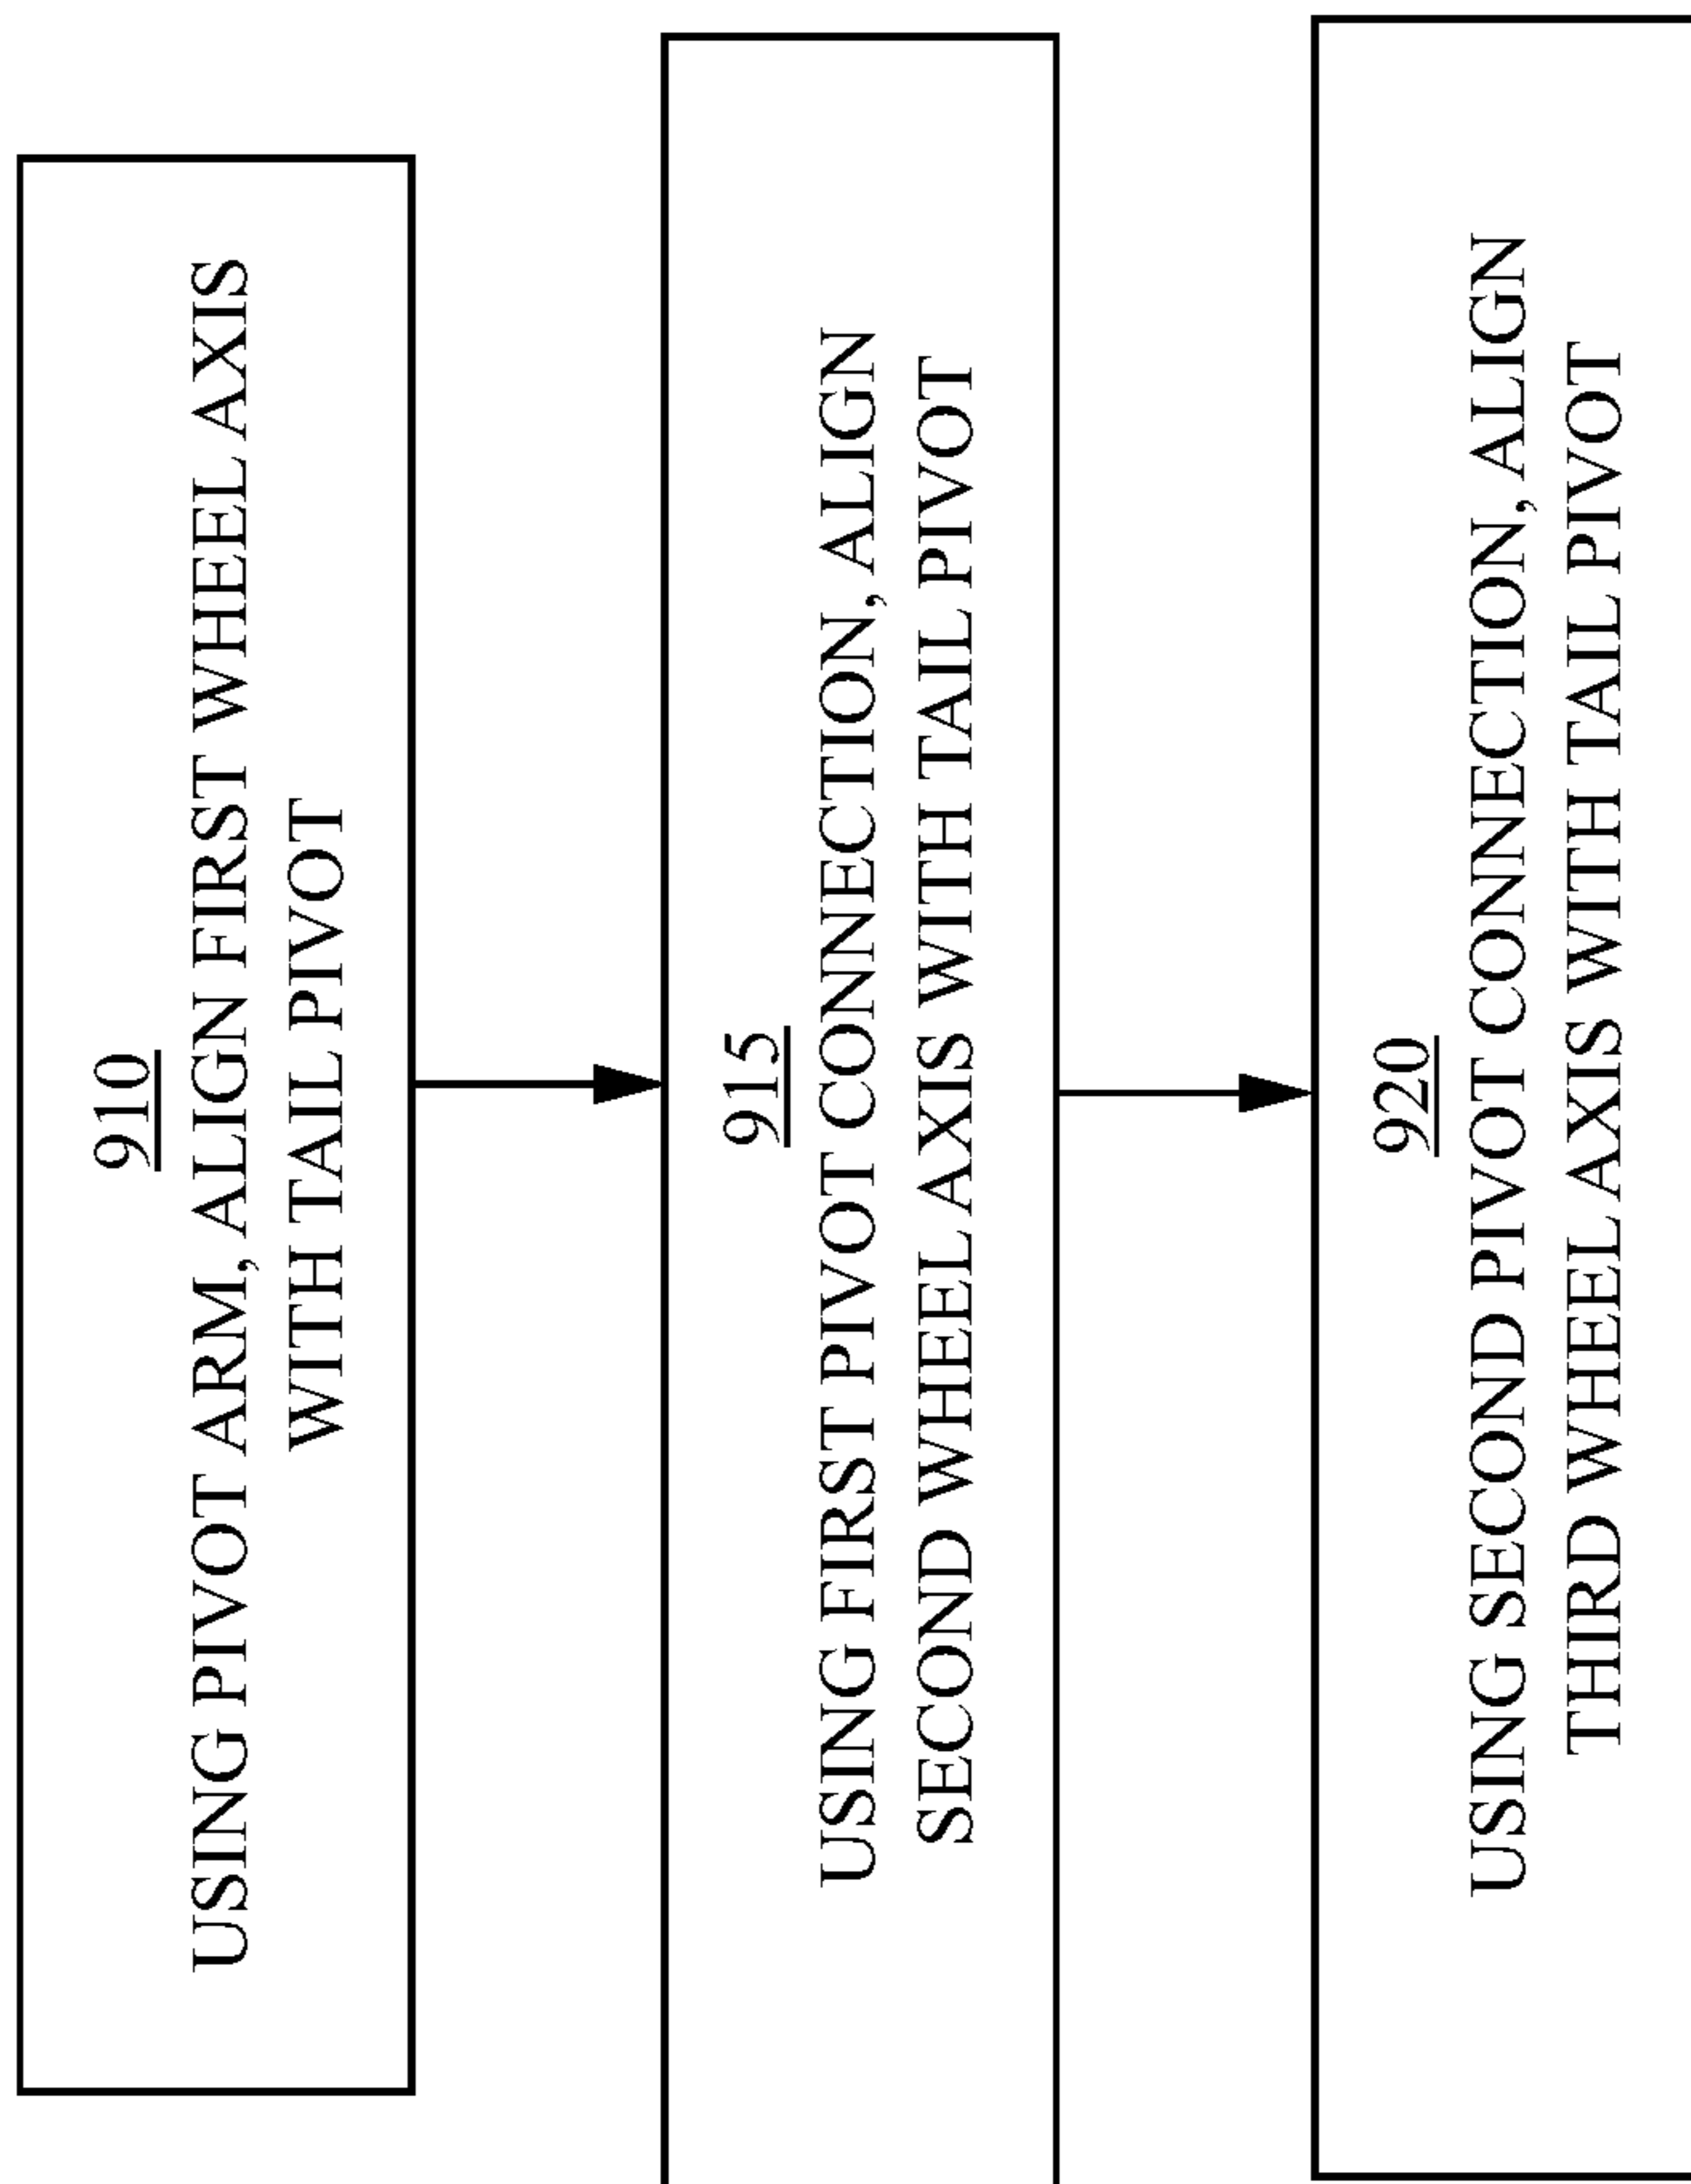 910
USING PIVOT ARM, ALIGN FIRST WHEEL AXIS
WITH TAIL PIVOT
915
USING FIRST PIVOT CONNECTION, ALIGN
SECOND WHEEL AXIS WITH TAIL PIVOT
920
USING SECOND PIVOT CONNECTION, ALIGN
THIRD WHEEL AXIS WITH TAIL PIVOT